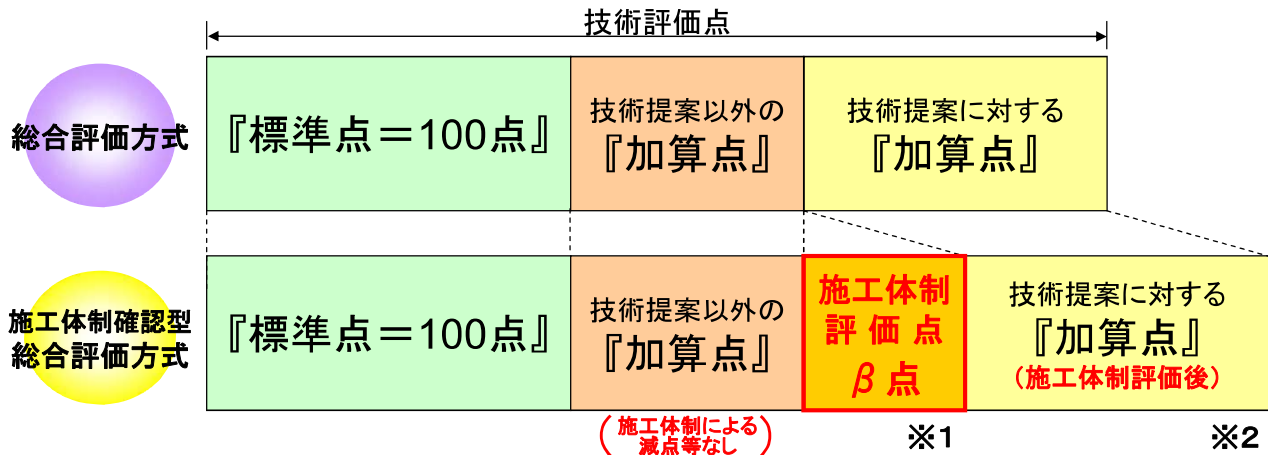 技術評価点
総合評価方式
『標準点＝100点』
技術提案以外の
『加算点』
技術提案に対する
『加算点』
施工体制確認型
総合評価方式
『標準点＝100点』
技術提案以外の
『加算点』
施工体制
評価点
β点
技術提案に対する
『加算点』
(施工体制評価後)
(施工体制による
減点等なし)
※1
※2